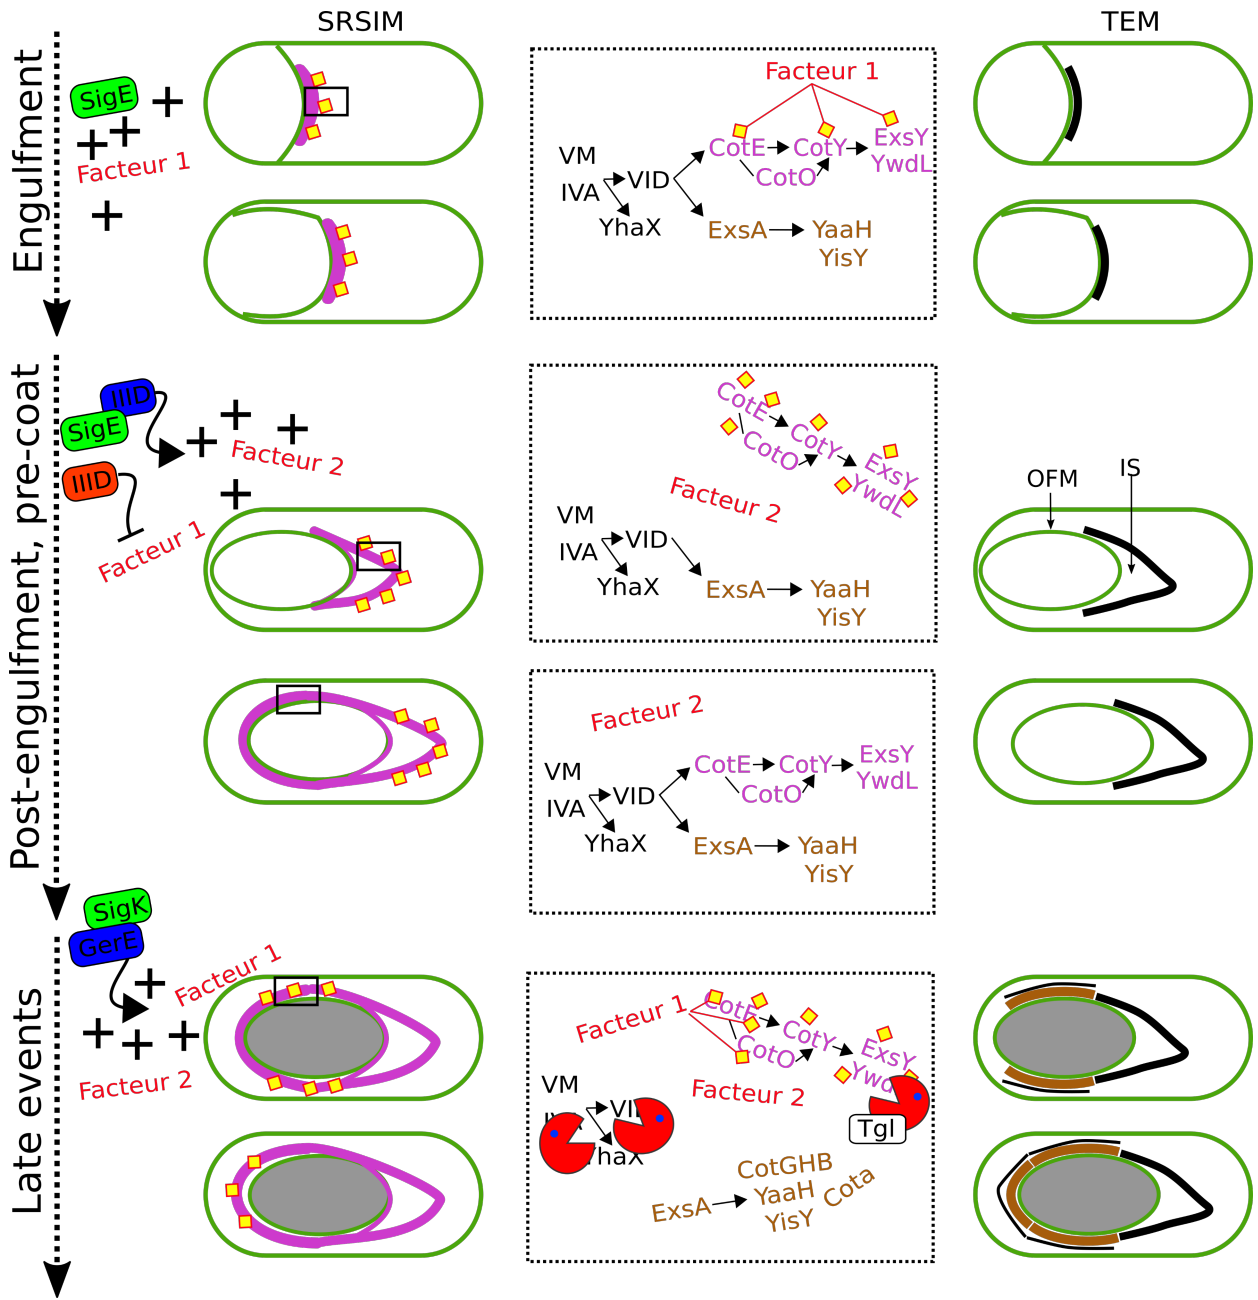 SRSIM
TEM
Engulfment
SigE
Facteur 1
Facteur 1
CotE
CotY
ExsY
YwdL
CotO
VM
IVA
VID
YhaX
ExsA
YaaH
YisY
Post-engulfment, pre-coat
IIID
SigE
Facteur 2
IIID
Facteur 1
CotE
CotO
CotY
ExsY
YwdL
Facteur 2
VM
IVA
VID
YhaX
ExsA
YaaH
YisY
OFM
IS
Facteur 2
CotE
CotY
ExsY
YwdL
CotO
VM
IVA
VID
YhaX
ExsA
YaaH
YisY
Late events
SigK
GerE
Facteur 1
Facteur 2
Facteur 1
CotE
CotO
CotY
ExsY
Facteur 2
VM
Tgl
ExsA
CotGHB
YaaH
YisY
Cota